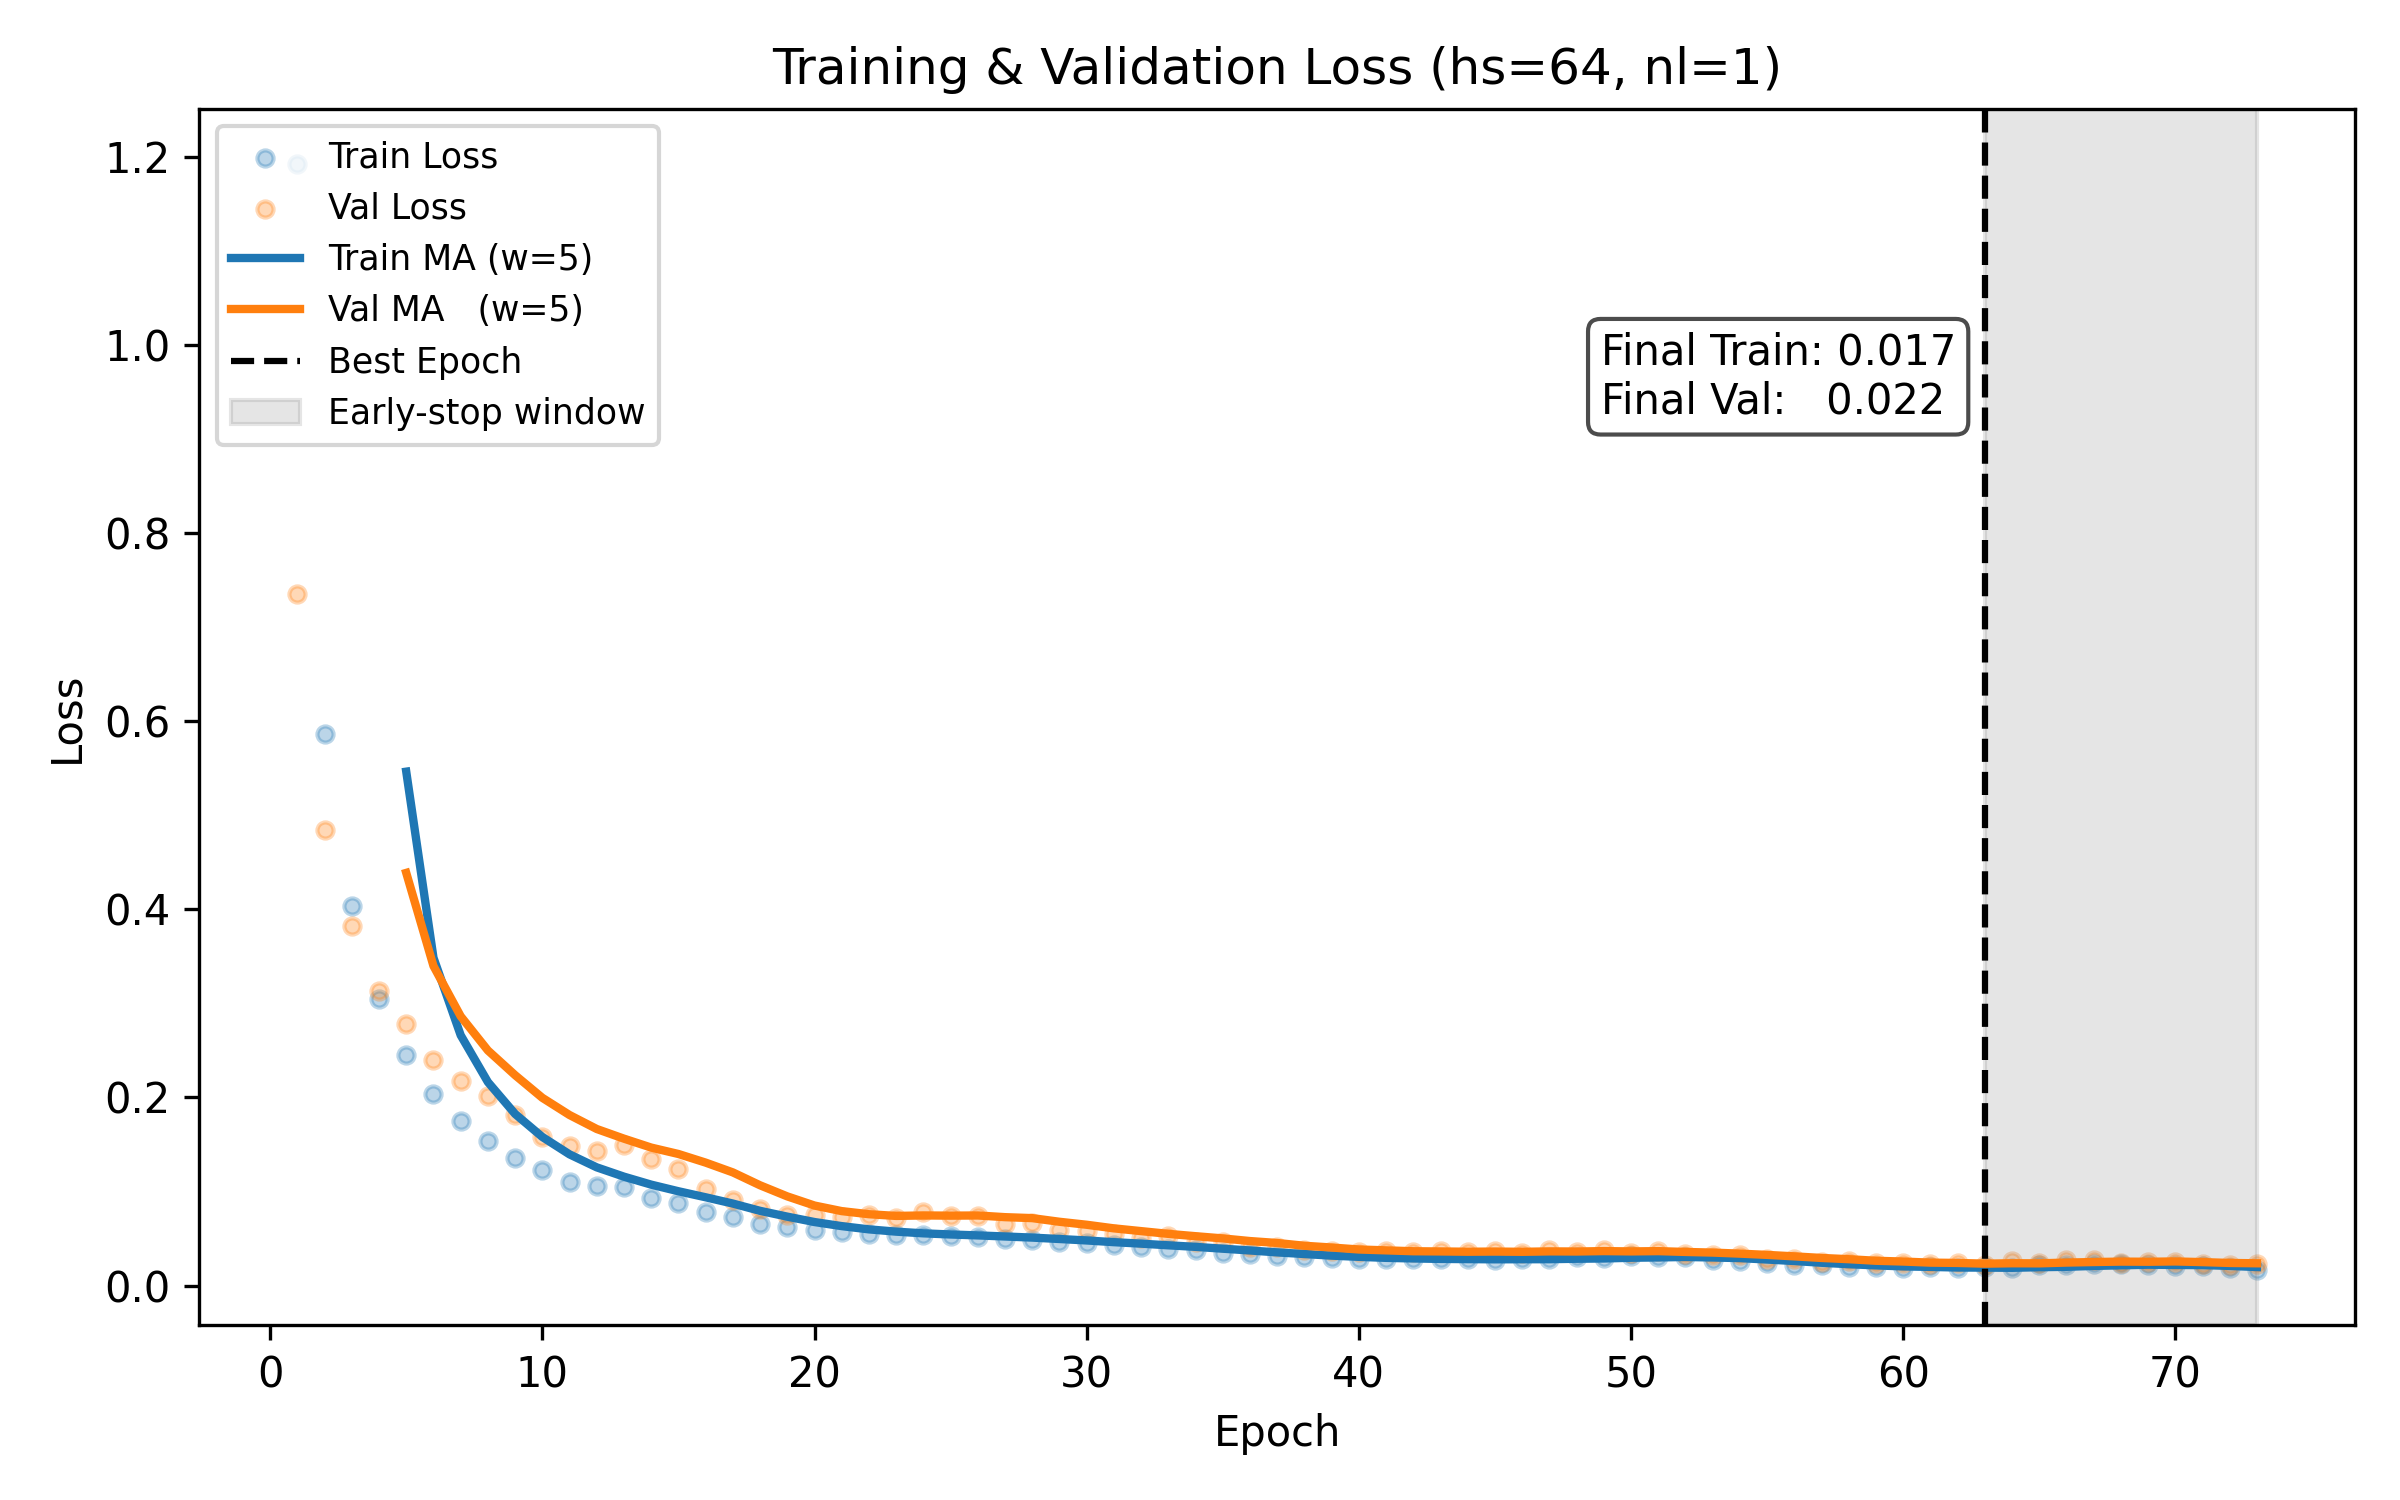 Training & Validation Loss (hs=64, nl=1)
Train Loss
Val Loss
Train MA (w=5)
Val MA   (w=5)
Best Epoch
Early-stop window
Final Train: 0.017
Final Val:   0.022
Loss
1.2
1.0
0.8
0.6
0.4
0.2
0.0
0 10 20 30 40 50 60 70
Epoch